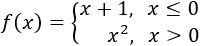 f(x) = { x + 1, x ≤ 0
x², x > 0